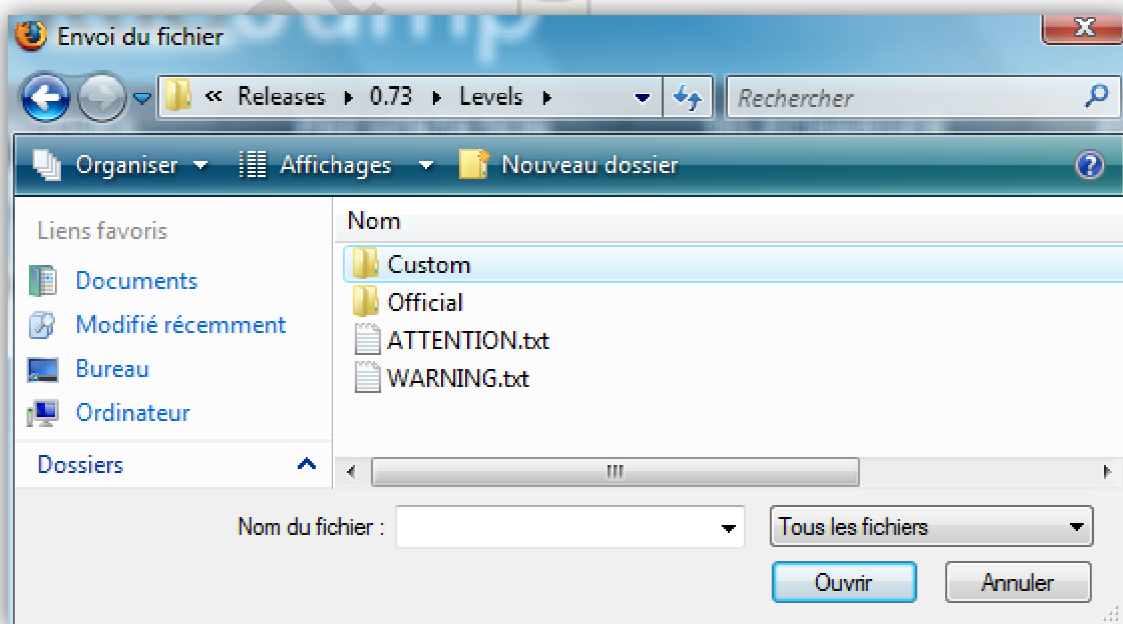 Envoi du fichier
« Releases 0.73 Levels Rechercher
Organiser Affichages Nouveau dossier
Liens favoris
Documents
Modifié récemment
Bureau
Ordinateur
Dossiers
Nom
Custom
Official
ATTENTION.txt
WARNING.txt
Nom du fichier : Tous les fichiers
Ouvrir Annuler